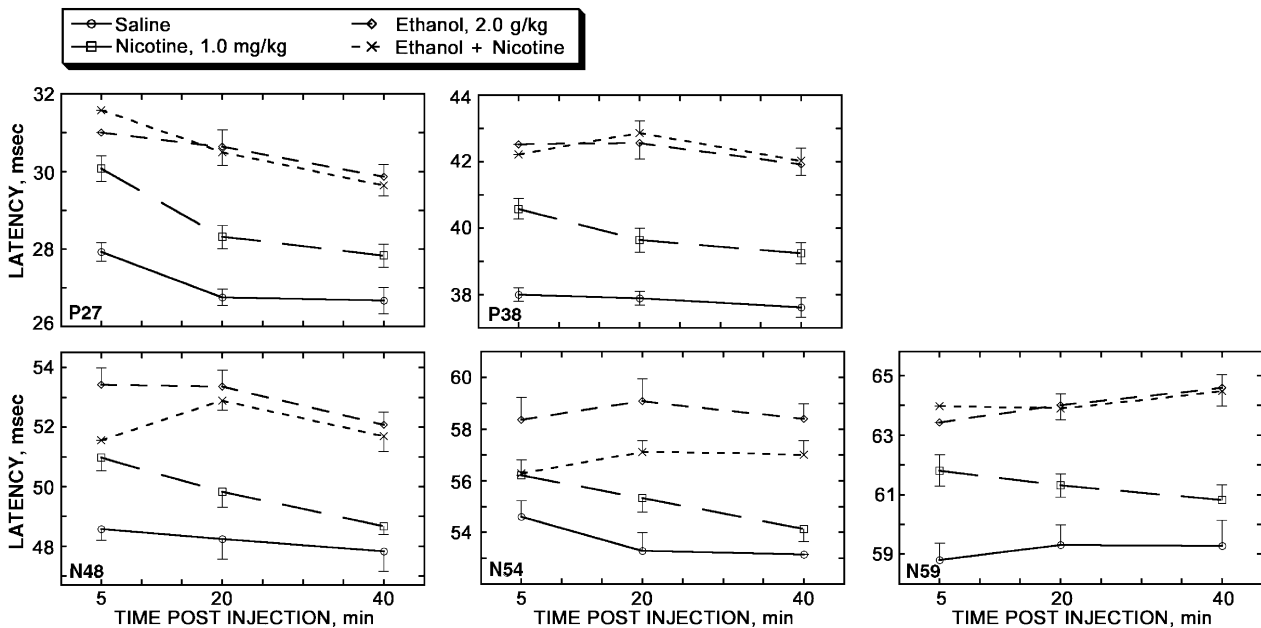 Saline
Ethanol, 2.0 g/kg
Nicotine, 1.0 mg/kg
Ethanol + Nicotine
LATENCY, msec
32
30
28
26
P27
44
42
40
38
P38
LATENCY, msec
54
52
50
48
N48
5
20
40
TIME POST INJECTION, min
60
58
56
54
53
N54
5
20
40
TIME POST INJECTION, min
65
63
61
59
N59
5
20
40
TIME POST INJECTION, min